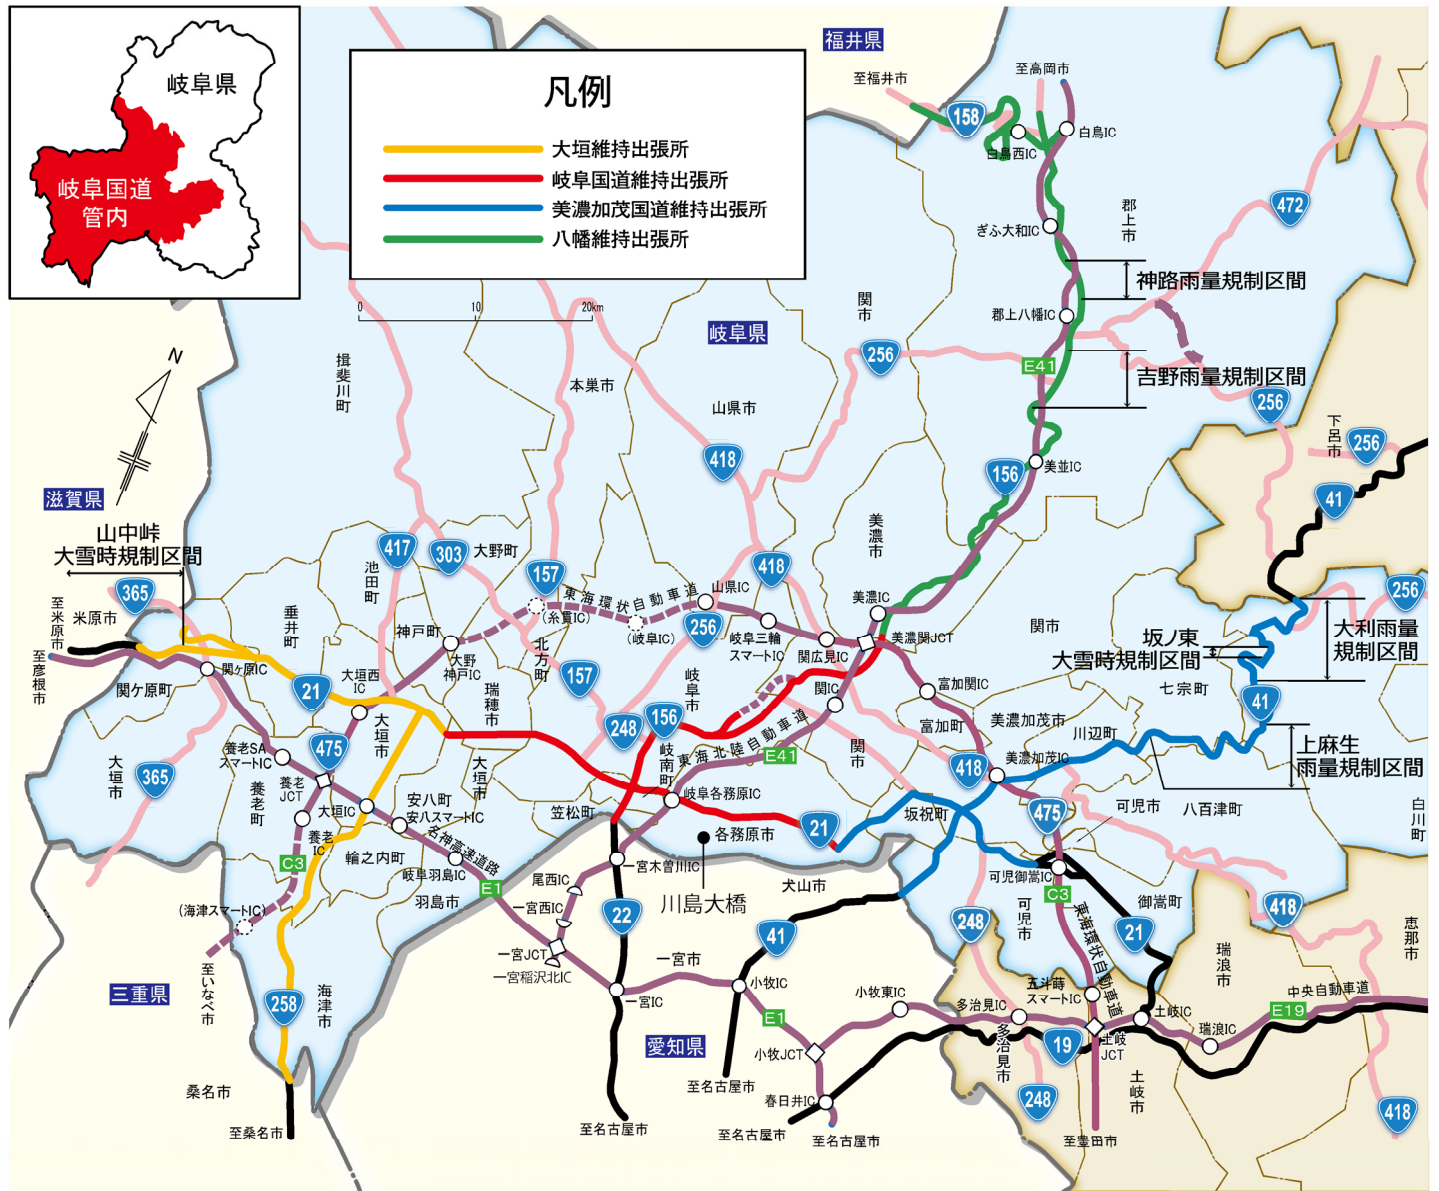 岐阜県
岐阜国道
管内
凡例
大垣維持出張所
岐阜国道維持出張所
美濃加茂国道維持出張所
八幡維持出張所
0
10
20km
N
福井県
至福井市
至高岡市
158
白鳥IC
白鳥西IC
472
郡
上
市
ぎふ大和IC
神路雨量規制区間
郡上八幡IC
関
市
岐阜県
256
E41
吉野雨量規制区間
256
揖
斐
川
町
本巣市
山県市
下
呂
市
256
418
156
美並IC
41
滋賀県
山中峠
大雪時規制区間
美
濃
市
417
303
大野町
池
田
町
157
418
365
東海環状自動車道
山県IC
256
至
米
原
市
米原市
垂
井
町
(糸貫IC)
美濃IC
神戸町
(岐阜IC)
256
岐阜三輪
スマートIC
関広見IC
美濃関JCT
関市
坂ノ東
大雪時規制区間
大利雨量
規制区間
至
彦
根
市
関ケ原IC
関ケ原町
大垣西
IC
大野
神戸IC
北
方
町
157
岐
阜
市
関IC
富加関IC
七宗町
21
瑞
穂
市
41
大
垣
市
248
156
富加町
美濃加茂市
川辺町
上麻生
雨量規制区間
475
養老SA
スマートIC
東海北陸自動車道
E41
関
市
美濃加茂IC
418
大
垣
市
365
養
老
町
養老
JCT
大
垣
市
岐
南
町
岐阜各務原IC
475
可児市
八百津町
白
川
町
大垣IC
安八町
安八スマートIC
笠松町
坂祝町
養老
IC
名神高速道路
各務原市
21
輪之内町
C3
岐阜羽島IC
一宮木曽川IC
犬山市
可児御嵩IC
E1
尾西IC
川島大橋
C3
羽島市
(海津スマートIC)
一宮西IC
22
可
児
市
東海環状自動車道
御嵩町
418
248
21
41
恵
那
市
一宮JCT
一宮市
瑞
浪
市
至
い
な
べ
市
一宮稲沢北IC
三重県
258
海
津
市
一宮IC
小牧IC
小牧東IC
五斗蒔
スマートIC
中央自動車道
多治見IC
土岐IC
E19
E1
瑞浪IC
愛知県
小牧JCT
多
治
見
市
19
土岐
JCT
桑名市
至名古屋市
土
岐
市
春日井IC
248
418
至桑名市
至名古屋市
至名古屋市
至名古屋市
至豊田市